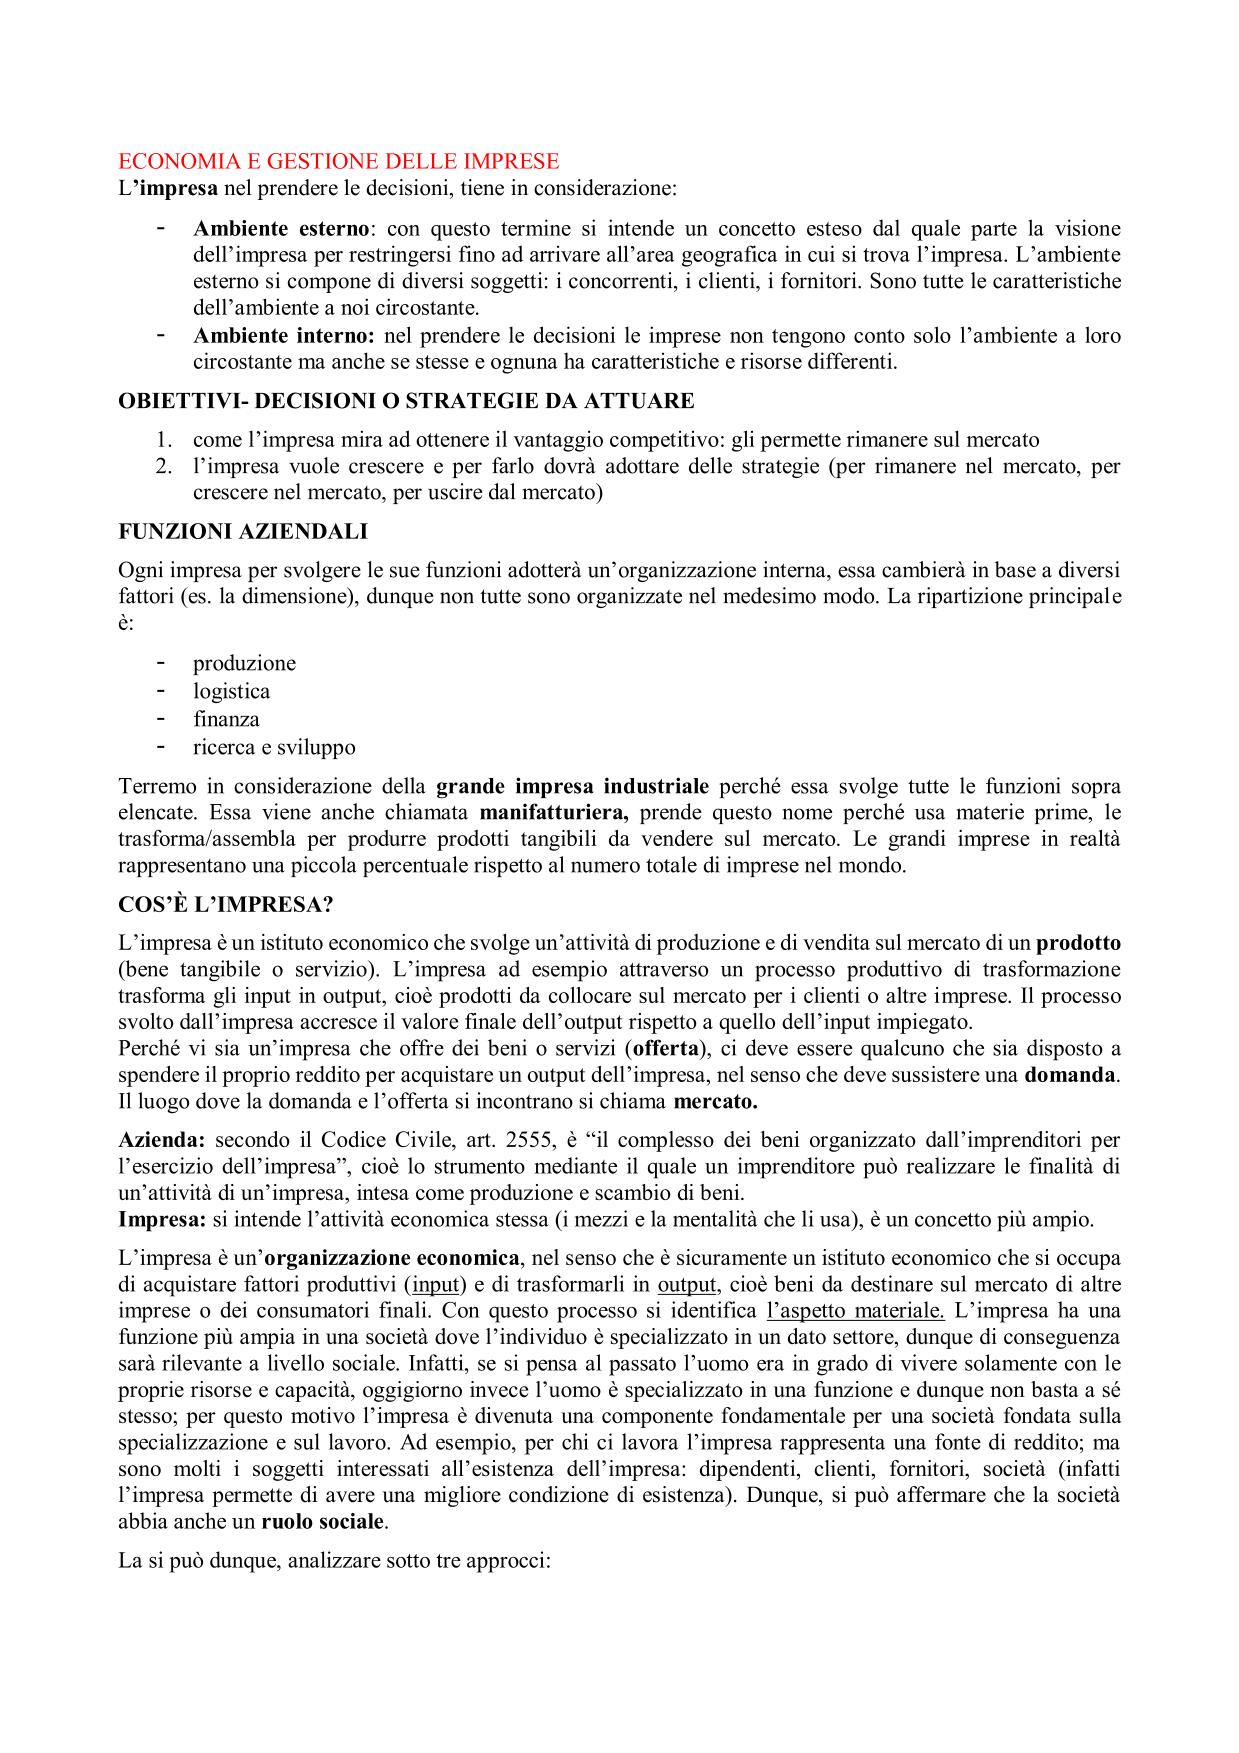 ECONOMIA E GESTIONE DELLE IMPRESE
L’impresa nel prendere le decisioni, tiene in considerazione:
- Ambiente esterno: con questo termine si intende un concetto esteso dal quale parte la visione
dell’impresa per restringersi fino ad arrivare all’area geografica in cui si trova l’impresa. L’ambiente
esterno si compone di diversi soggetti: i concorrenti, i clienti, i fornitori. Sono tutte le caratteristiche
dell’ambiente a noi circostante.
- Ambiente interno: nel prendere le decisioni le imprese non tengono conto solo l’ambiente a loro
circostante ma anche se stesse e ognuna ha caratteristiche e risorse differenti.
OBIETTIVI- DECISIONI O STRATEGIE DA ATTUARE
1. come l’impresa mira ad ottenere il vantaggio competitivo: gli permette rimanere sul mercato
2. l’impresa vuole crescere e per farlo dovrà adottare delle strategie (per rimanere nel mercato, per
crescere nel mercato, per uscire dal mercato)
FUNZIONI AZIENDALI
Ogni impresa per svolgere le sue funzioni adotterà un’organizzazione interna, essa cambierà in base a diversi
fattori (es. la dimensione), dunque non tutte sono organizzate nel medesimo modo. La ripartizione principale
è:
- produzione
- logistica
- finanza
- ricerca e sviluppo
Terremo in considerazione della grande impresa industriale perché essa svolge tutte le funzioni sopra
elencate. Essa viene anche chiamata manifatturiera, prende questo nome perché usa materie prime, le
trasforma/assembla per produrre prodotti tangibili da vendere sul mercato. Le grandi imprese in realtà
rappresentano una piccola percentuale rispetto al numero totale di imprese nel mondo.
COS’È L’IMPRESA?
L’impresa è un istituto economico che svolge un’attività di produzione e di vendita sul mercato di un prodotto
(bene tangibile o servizio). L’impresa ad esempio attraverso un processo produttivo di trasformazione
trasforma gli input in output, cioè prodotti da collocare sul mercato per i clienti o altre imprese. Il processo
svolto dall’impresa accresce il valore finale dell’output rispetto a quello dell’input impiegato.
Perché vi sia un’impresa che offre dei beni o servizi (offerta), ci deve essere qualcuno che sia disposto a
spendere il proprio reddito per acquistare un output dell’impresa, nel senso che deve sussistere una domanda.
Il luogo dove la domanda e l’offerta si incontrano si chiama mercato.
Azienda: secondo il Codice Civile, art. 2555, è “il complesso dei beni organizzato dall’imprenditori per
l’esercizio dell’impresa”, cioè lo strumento mediante il quale un imprenditore può realizzare le finalità di
un’attività di un’impresa, intesa come produzione e scambio di beni.
Impresa: si intende l’attività economica stessa (i mezzi e la mentalità che li usa), è un concetto più ampio.
L’impresa è un’organizzazione economica, nel senso che è sicuramente un istituto economico che si occupa
di acquistare fattori produttivi (input) e di trasformarli in output, cioè beni da destinare sul mercato di altre
imprese o dei consumatori finali. Con questo processo si identifica l’aspetto materiale. L’impresa ha una
funzione più ampia in una società dove l’individuo è specializzato in un dato settore, dunque di conseguenza
sarà rilevante a livello sociale. Infatti, se si pensa al passato l’uomo era in grado di vivere solamente con le
proprie risorse e capacità, oggigiorno invece l’uomo è specializzato in una funzione e dunque non basta a sé
stesso; per questo motivo l’impresa è divenuta una componente fondamentale per una società fondata sulla
specializzazione e sul lavoro. Ad esempio, per chi ci lavora l’impresa rappresenta una fonte di reddito; ma
sono molti i soggetti interessati all’esistenza dell’impresa: dipendenti, clienti, fornitori, società (infatti
l’impresa permette di avere una migliore condizione di esistenza). Dunque, si può affermare che la società
abbia anche un ruolo sociale.
La si può dunque, analizzare sotto tre approcci: